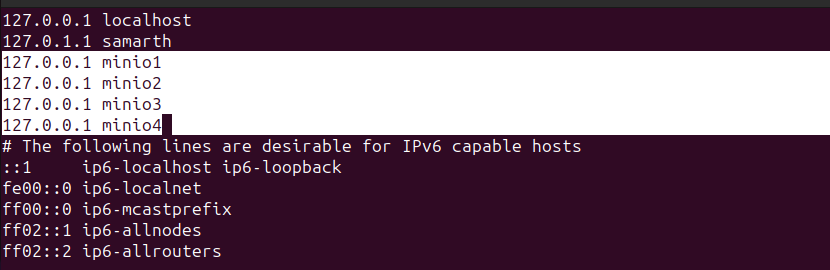 127.0.0.1 localhost
127.0.1.1 samarth
127.0.0.1 minio1
127.0.0.1 minio2
127.0.0.1 minio3
127.0.0.1 minio4
# The following lines are desirable for IPv6 capable hosts
::1     ip6-localhost ip6-loopback
fe00::0 ip6-localnet
ff00::0 ip6-mcastprefix
ff02::1 ip6-allnodes
ff02::2 ip6-allrouters